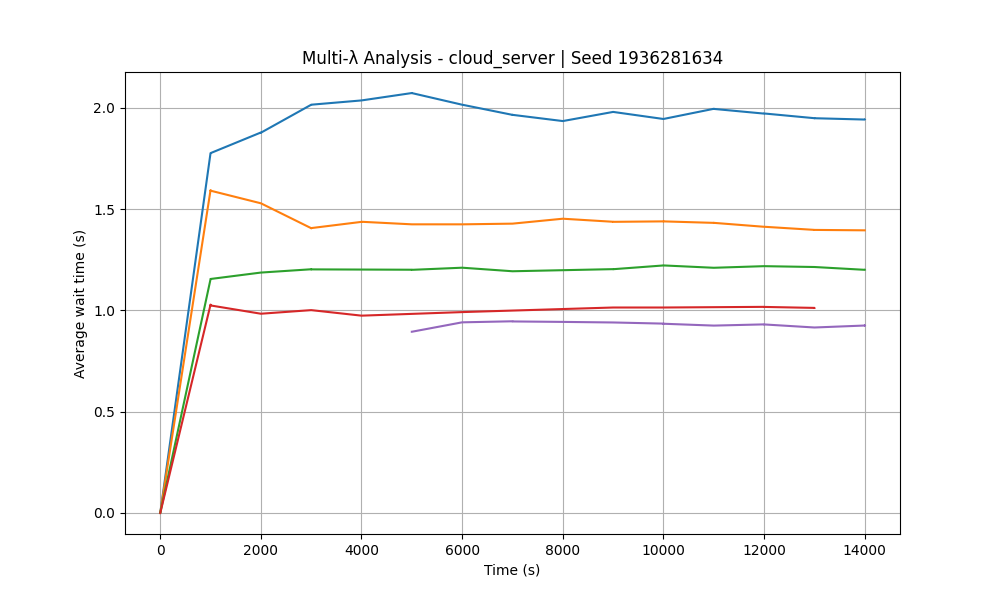 Multi-λ Analysis - cloud_server | Seed 1936281634
Average wait time (s)
2.0
1.5
1.0
0.5
0.0
0 2000 4000 6000 8000 10000 12000 14000
Time (s)